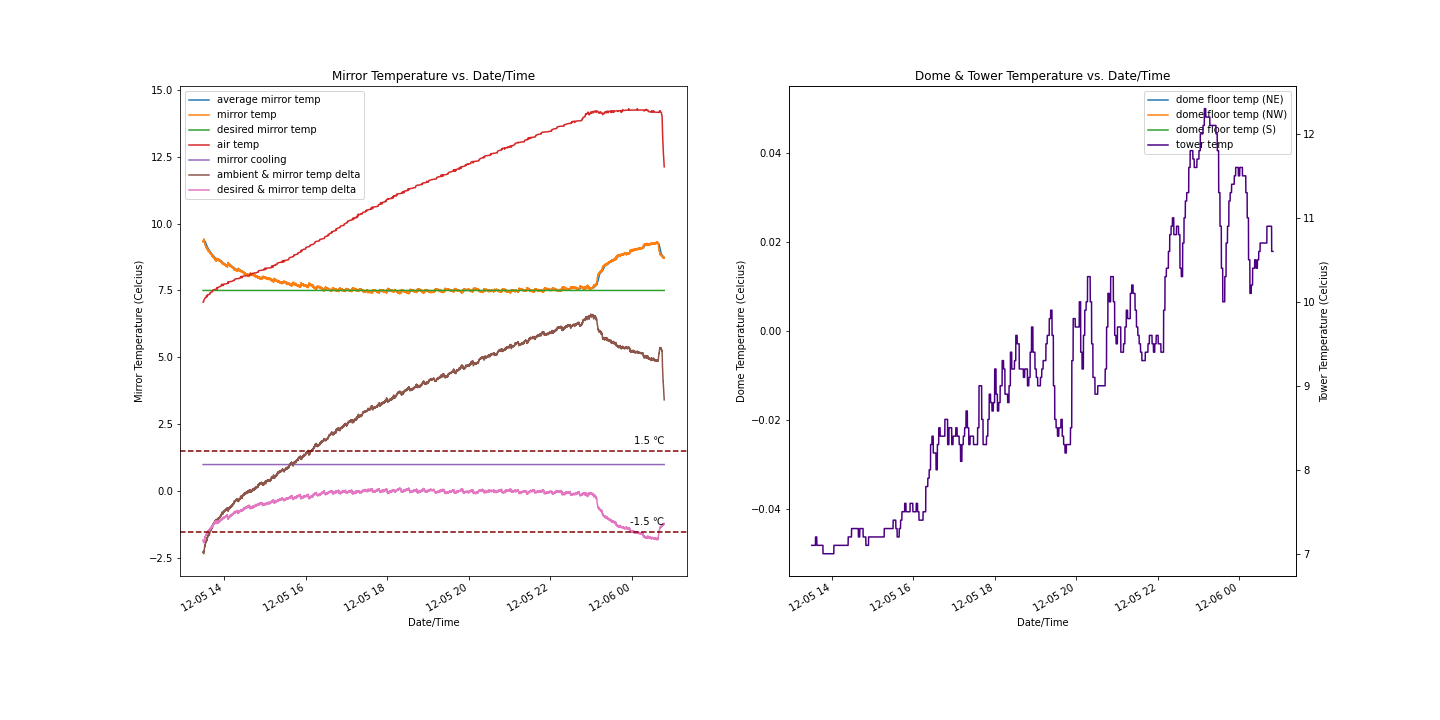 Mirror Temperature vs. Date/Time
Mirror Temperature (Celcius)
15.0
12.5
10.0
7.5
5.0
2.5
0.0
−2.5
average mirror temp
mirror temp
desired mirror temp
air temp
mirror cooling
ambient & mirror temp delta
desired & mirror temp delta
1.5 ℃
-1.5 ℃
12-05 14
12-05 16
12-05 18
12-05 20
12-05 22
12-06 00
Date/Time
Dome & Tower Temperature vs. Date/Time
Dome Temperature (Celcius)
0.04
0.02
0.00
−0.02
−0.04
dome floor temp (NE)
dome floor temp (NW)
dome floor temp (S)
tower temp
12
11
10
9
8
7
Tower Temperature (Celcius)
12-05 14
12-05 16
12-05 18
12-05 20
12-05 22
12-06 00
Date/Time